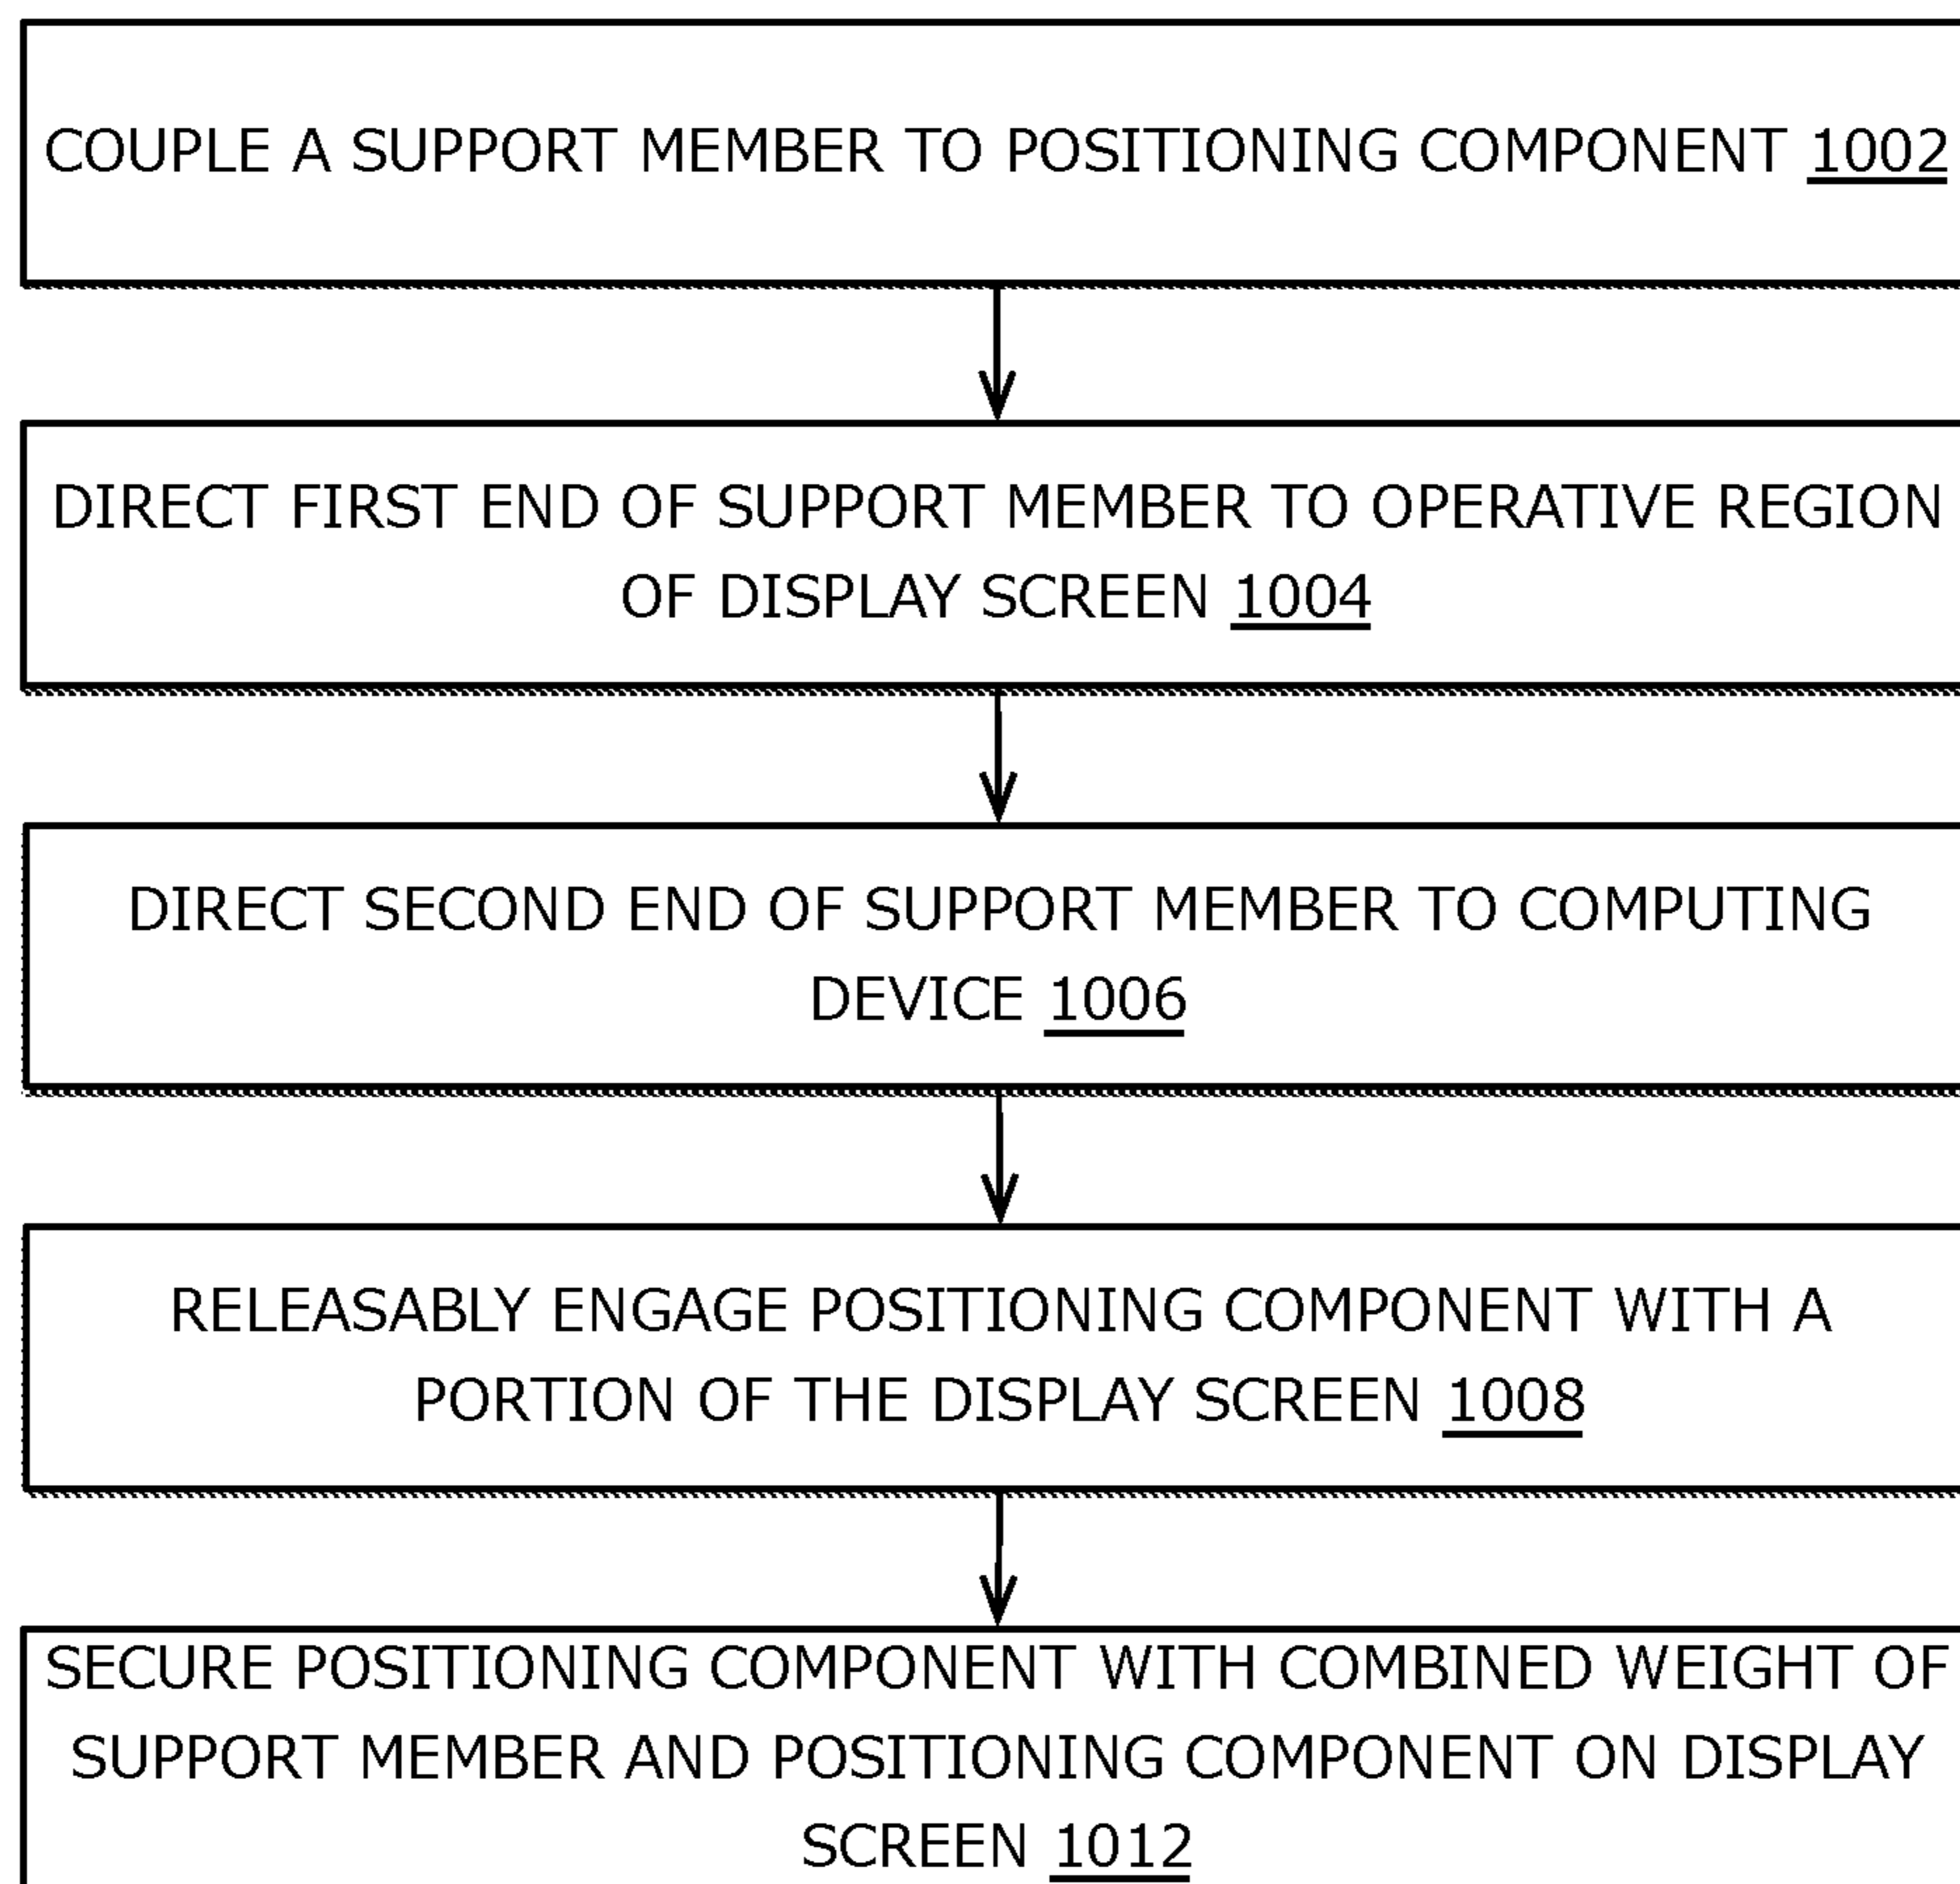 COUPLE A SUPPORT MEMBER TO POSITIONING COMPONENT 1002
DIRECT FIRST END OF SUPPORT MEMBER TO OPERATIVE REGION
OF DISPLAY SCREEN 1004
DIRECT SECOND END OF SUPPORT MEMBER TO COMPUTING
DEVICE 1006
RELEASABLY ENGAGE POSITIONING COMPONENT WITH A
PORTION OF THE DISPLAY SCREEN 1008
SECURE POSITIONING COMPONENT WITH COMBINED WEIGHT OF
SUPPORT MEMBER AND POSITIONING COMPONENT ON DISPLAY
SCREEN 1012